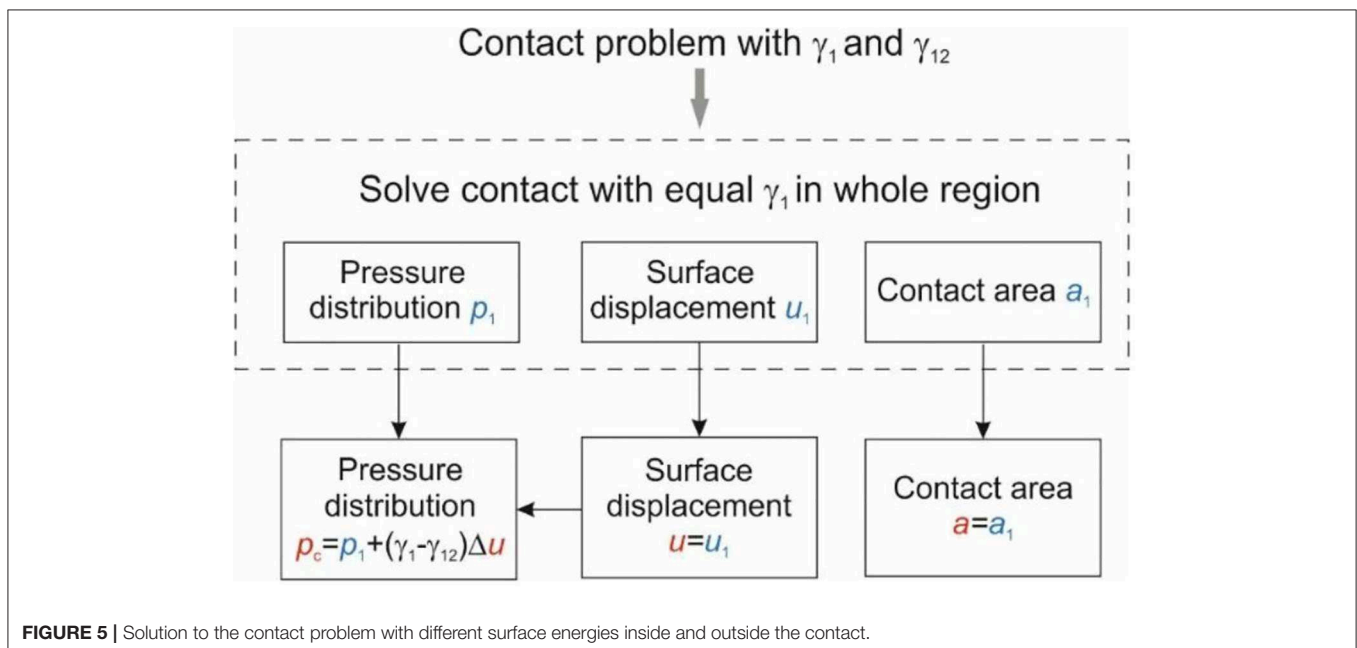 Contact problem with γ₁ and γ₁₂
Solve contact with equal γ₁ in whole region
Pressure
distribution p₁
Surface
displacement u₁
Contact area a₁
Pressure
distribution
p_c=p₁+(γ₁-γ₁₂)Δu
Surface
displacement
u=u₁
Contact area
a=a₁
FIGURE 5 | Solution to the contact problem with different surface energies inside and outside the contact.